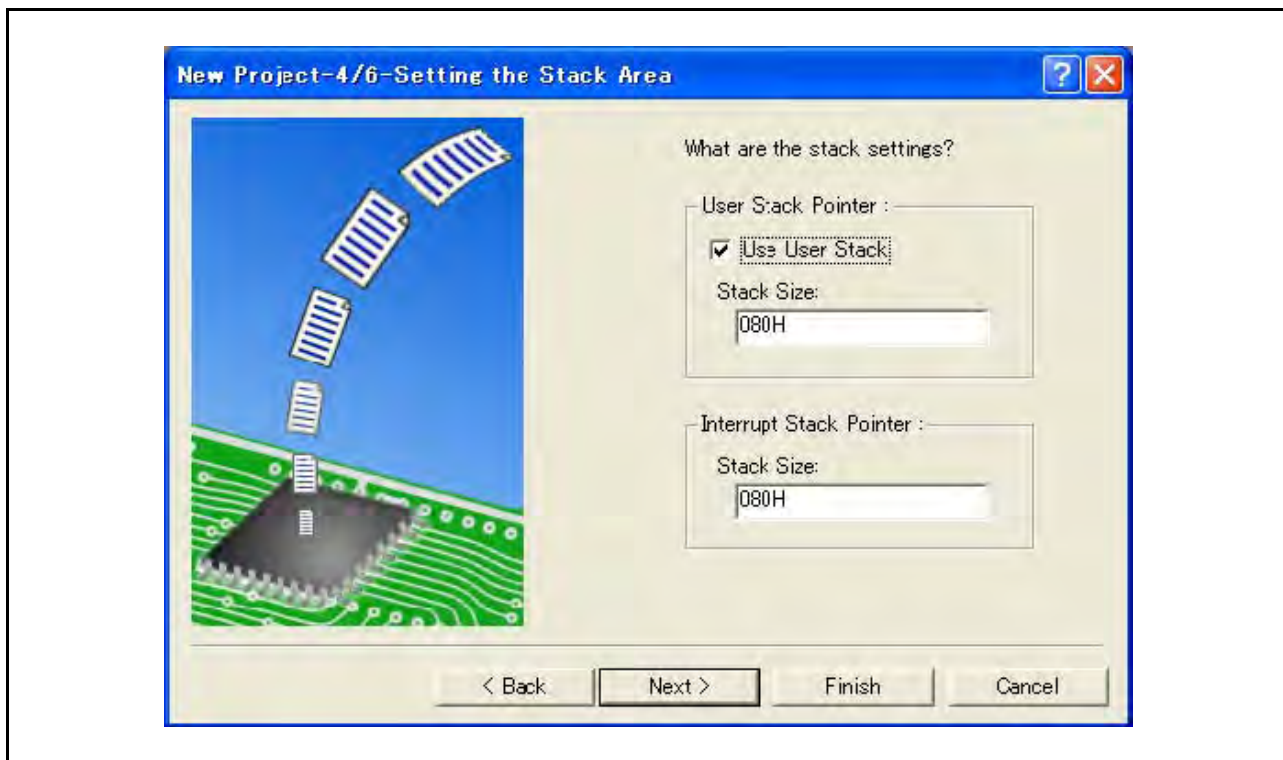 New Project-4/6-Setting the Stack Area
What are the stack settings?
User Stack Pointer :
Use User Stack
Stack Size:
080H
Interrupt Stack Pointer :
Stack Size:
080H
< Back
Next >
Finish
Cancel